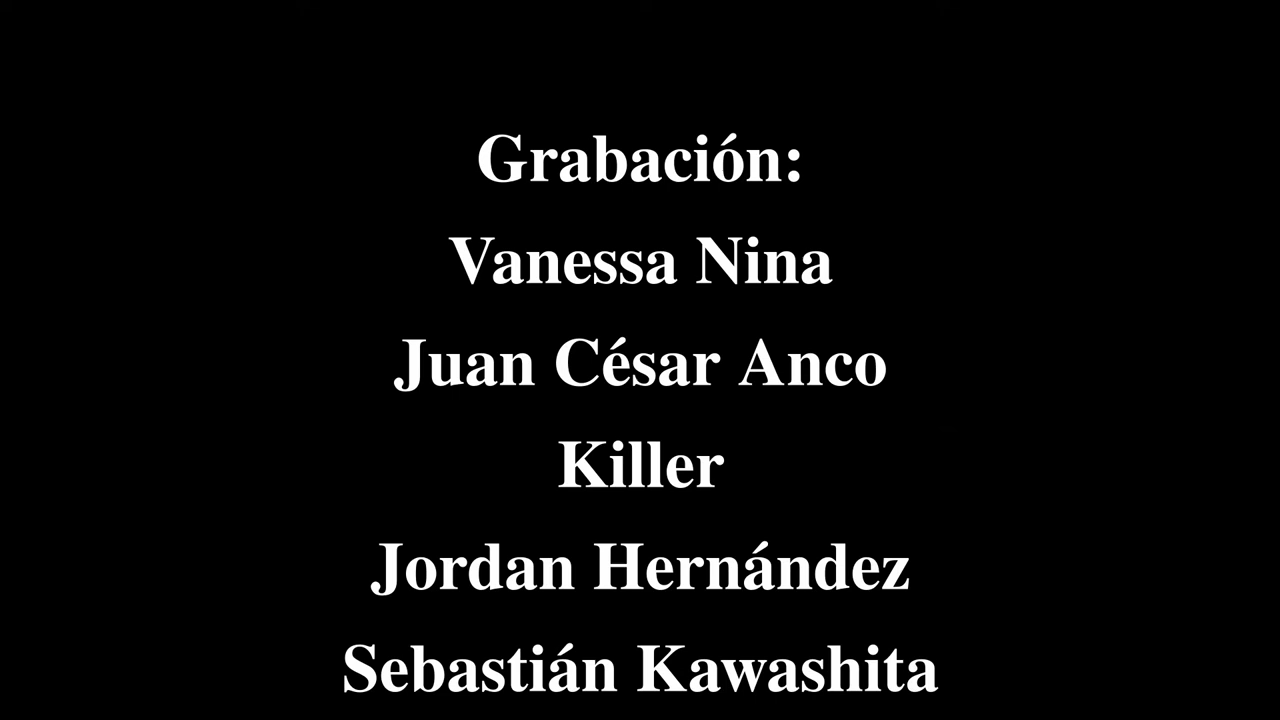 Grabación:
Vanessa Nina
Juan César Anco
Killer
Jordan Hernández
Sebastián Kawashita